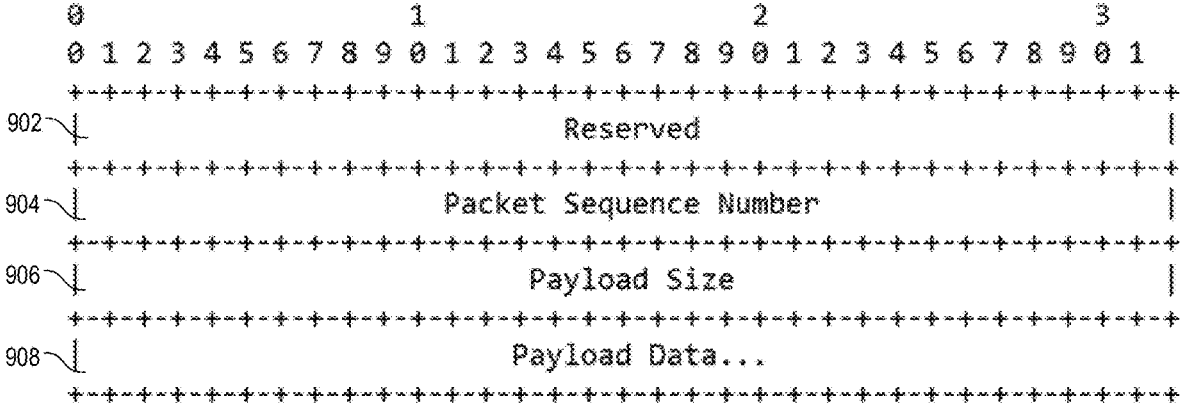 0 1 2 3
0 1 2 3 4 5 6 7 8 9 0 1 2 3 4 5 6 7 8 9 0 1 2 3 4 5 6 7 8 9 0 1
+-+-+-+-+-+-+-+-+-+-+-+-+-+-+-+-+-+-+-+-+-+-+-+-+-+-+-+-+-+-+-+-+
902 | Reserved |
+-+-+-+-+-+-+-+-+-+-+-+-+-+-+-+-+-+-+-+-+-+-+-+-+-+-+-+-+-+-+-+-+
904 | Packet Sequence Number |
+-+-+-+-+-+-+-+-+-+-+-+-+-+-+-+-+-+-+-+-+-+-+-+-+-+-+-+-+-+-+-+-+
906 | Payload Size |
+-+-+-+-+-+-+-+-+-+-+-+-+-+-+-+-+-+-+-+-+-+-+-+-+-+-+-+-+-+-+-+-+
908 | Payload Data...
+-+-+-+-+-+-+-+-+-+-+-+-+-+-+-+-+-+-+-+-+-+-+-+-+-+-+-+-+-+-+-+-+